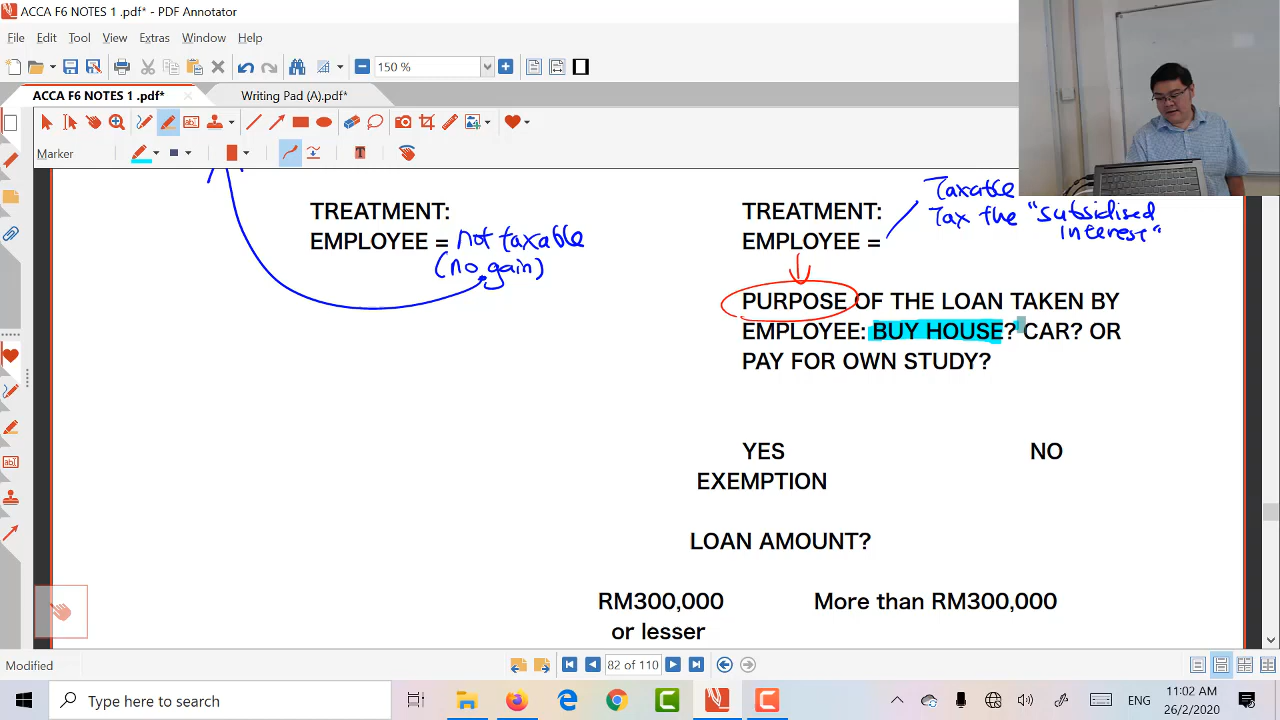 ACCA F6 NOTES 1 .pdf* - PDF Annotator
File Edit Tool View Extras Window Help
150 %
ACCA F6 NOTES 1 .pdf* Writing Pad (A).pdf*
Marker
TREATMENT:
EMPLOYEE = not taxable
(no gain)
Taxable
Tax the "subsidised
interest"
TREATMENT:
EMPLOYEE =
PURPOSE OF THE LOAN TAKEN BY
EMPLOYEE: BUY HOUSE? CAR? OR
PAY FOR OWN STUDY?
YES NO
EXEMPTION
LOAN AMOUNT?
RM300,000 More than RM300,000
or lesser
Modified
82 of 110
Type here to search
ENG
11:02 AM
26/2/2020